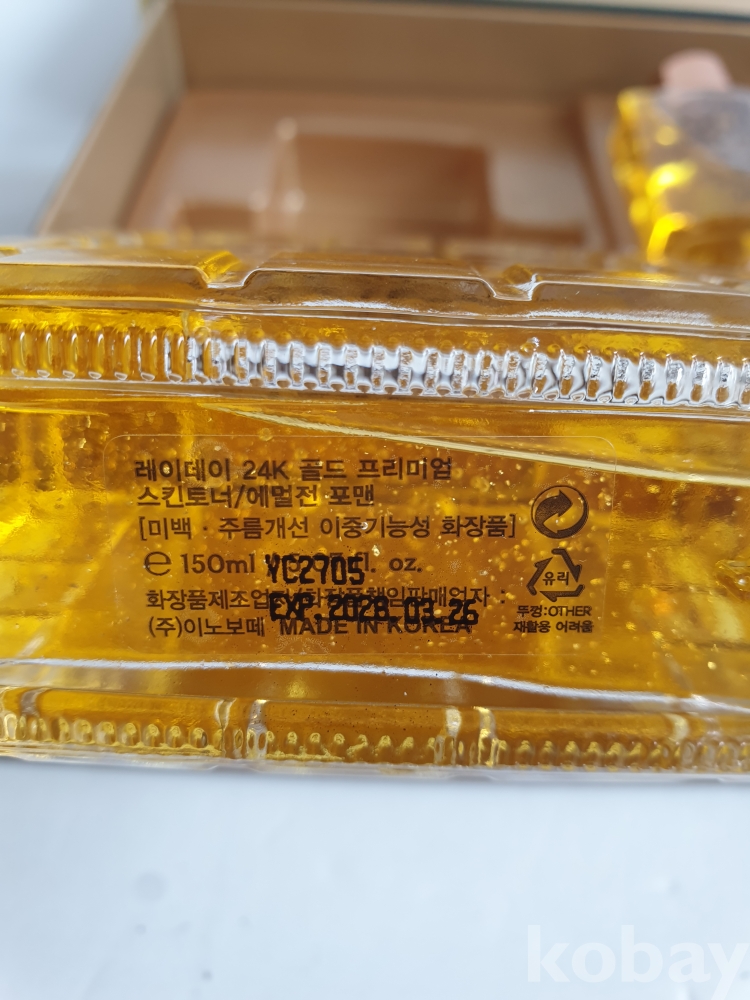 레이데이 24K 골드 프리미엄
스킨토너/에멀전 포맨
[미백 · 주름개선 이중기능성 화장품]
℮ 150ml fl. oz.
YC2705
화장품제조업자/화장품책임판매업자 :
EXP. 2028.03.26
(주)이노보떼 MADE IN KOREA
유리
뚜껑:OTHER
재활용 어려움
kobay